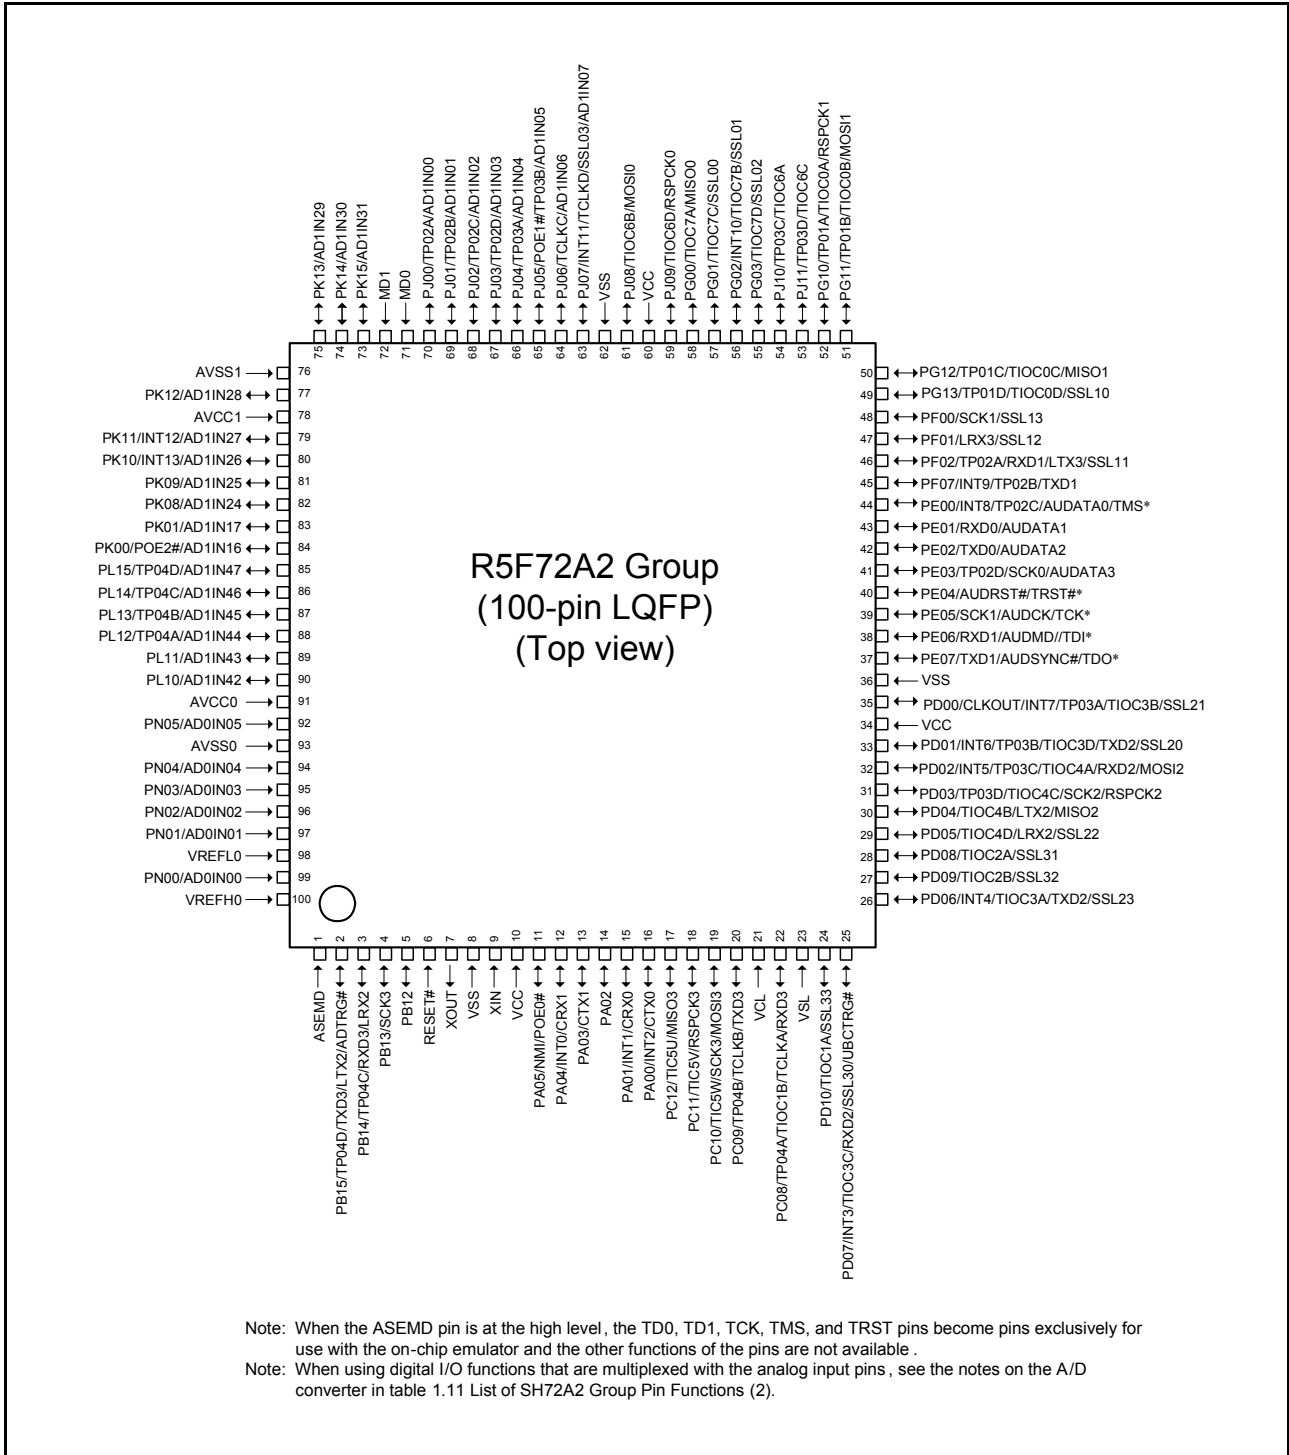 PK13/AD1IN29
PK14/AD1IN30
PK15/AD1IN31
MD1
MD0
PJ00/TP02A/AD1IN00
PJ01/TP02B/AD1IN01
PJ02/TP02C/AD1IN02
PJ03/TP02D/AD1IN03
PJ04/TP03A/AD1IN04
PJ05/POE1#/TP03B/AD1IN05
PJ06/TCLKC/AD1IN06
PJ07/INT11/TCLKD/SSL03/AD1IN07
VSS
PJ08/TIOC6B/MOSI0
VCC
PJ09/TIOC6D/RSPCK0
PG00/TIOC7A/MISO0
PG01/TIOC7C/SSL00
PG02/INT10/TIOC7B/SSL01
PG03/TIOC7D/SSL02
PJ10/TP03C/TIOC6A
PJ11/TP03D/TIOC6C
PG10/TP01A/TIOC0A/RSPCK1
PG11/TP01B/TIOC0B/MOSI1
75 74 73 72 71 70 69 68 67 66 65 64 63 62 61 60 59 58 57 56 55 54 53 52 51
AVSS1 76
PK12/AD1IN28 77
AVCC1 78
PK11/INT12/AD1IN27 79
PK10/INT13/AD1IN26 80
PK09/AD1IN25 81
PK08/AD1IN24 82
PK01/AD1IN17 83
PK00/POE2#/AD1IN16 84
PL15/TP04D/AD1IN47 85
PL14/TP04C/AD1IN46 86
PL13/TP04B/AD1IN45 87
PL12/TP04A/AD1IN44 88
PL11/AD1IN43 89
PL10/AD1IN42 90
AVCC0 91
PN05/AD0IN05 92
AVSS0 93
PN04/AD0IN04 94
PN03/AD0IN03 95
PN02/AD0IN02 96
PN01/AD0IN01 97
VREFL0 98
PN00/AD0IN00 99
VREFH0 100
R5F72A2 Group
(100-pin LQFP)
(Top view)
50 PG12/TP01C/TIOC0C/MISO1
49 PG13/TP01D/TIOC0D/SSL10
48 PF00/SCK1/SSL13
47 PF01/LRX3/SSL12
46 PF02/TP02A/RXD1/LTX3/SSL11
45 PF07/INT9/TP02B/TXD1
44 PE00/INT8/TP02C/AUDATA0/TMS*
43 PE01/RXD0/AUDATA1
42 PE02/TXD0/AUDATA2
41 PE03/TP02D/SCK0/AUDATA3
40 PE04/AUDRST#/TRST#*
39 PE05/SCK1/AUDCK/TCK*
38 PE06/RXD1/AUDMD//TDI*
37 PE07/TXD1/AUDSYNC#/TDO*
36 VSS
35 PD00/CLKOUT/INT7/TP03A/TIOC3B/SSL21
34 VCC
33 PD01/INT6/TP03B/TIOC3D/TXD2/SSL20
32 PD02/INT5/TP03C/TIOC4A/RXD2/MOSI2
31 PD03/TP03D/TIOC4C/SCK2/RSPCK2
30 PD04/TIOC4B/LTX2/MISO2
29 PD05/TIOC4D/LRX2/SSL22
28 PD08/TIOC2A/SSL31
27 PD09/TIOC2B/SSL32
26 PD06/INT4/TIOC3A/TXD2/SSL23
1 2 3 4 5 6 7 8 9 10 11 12 13 14 15 16 17 18 19 20 21 22 23 24 25
ASEMD
PB15/TP04D/TXD3/LTX2/ADTRG#
PB14/TP04C/RXD3/LRX2
PB13/SCK3
PB12
RESET#
XOUT
VSS
XIN
VCC
PA05/NMI/POE0#
PA04/INT0/CRX1
PA03/CTX1
PA02
PA01/INT1/CRX0
PA00/INT2/CTX0
PC12/TIC5U/MISO3
PC11/TIC5V/RSPCK3
PC10/TIC5W/SCK3/MOSI3
PC09/TP04B/TCLKB/TXD3
VCL
PC08/TP04A/TIOC1B/TCLKA/RXD3
VSL
PD10/TIOC1A/SSL33
PD07/INT3/TIOC3C/RXD2/SSL30/UBCTRG#
Note: When the ASEMD pin is at the high level, the TD0, TD1, TCK, TMS, and TRST pins become pins exclusively for
use with the on-chip emulator and the other functions of the pins are not available .
Note: When using digital I/O functions that are multiplexed with the analog input pins, see the notes on the A/D
converter in table 1.11 List of SH72A2 Group Pin Functions (2).